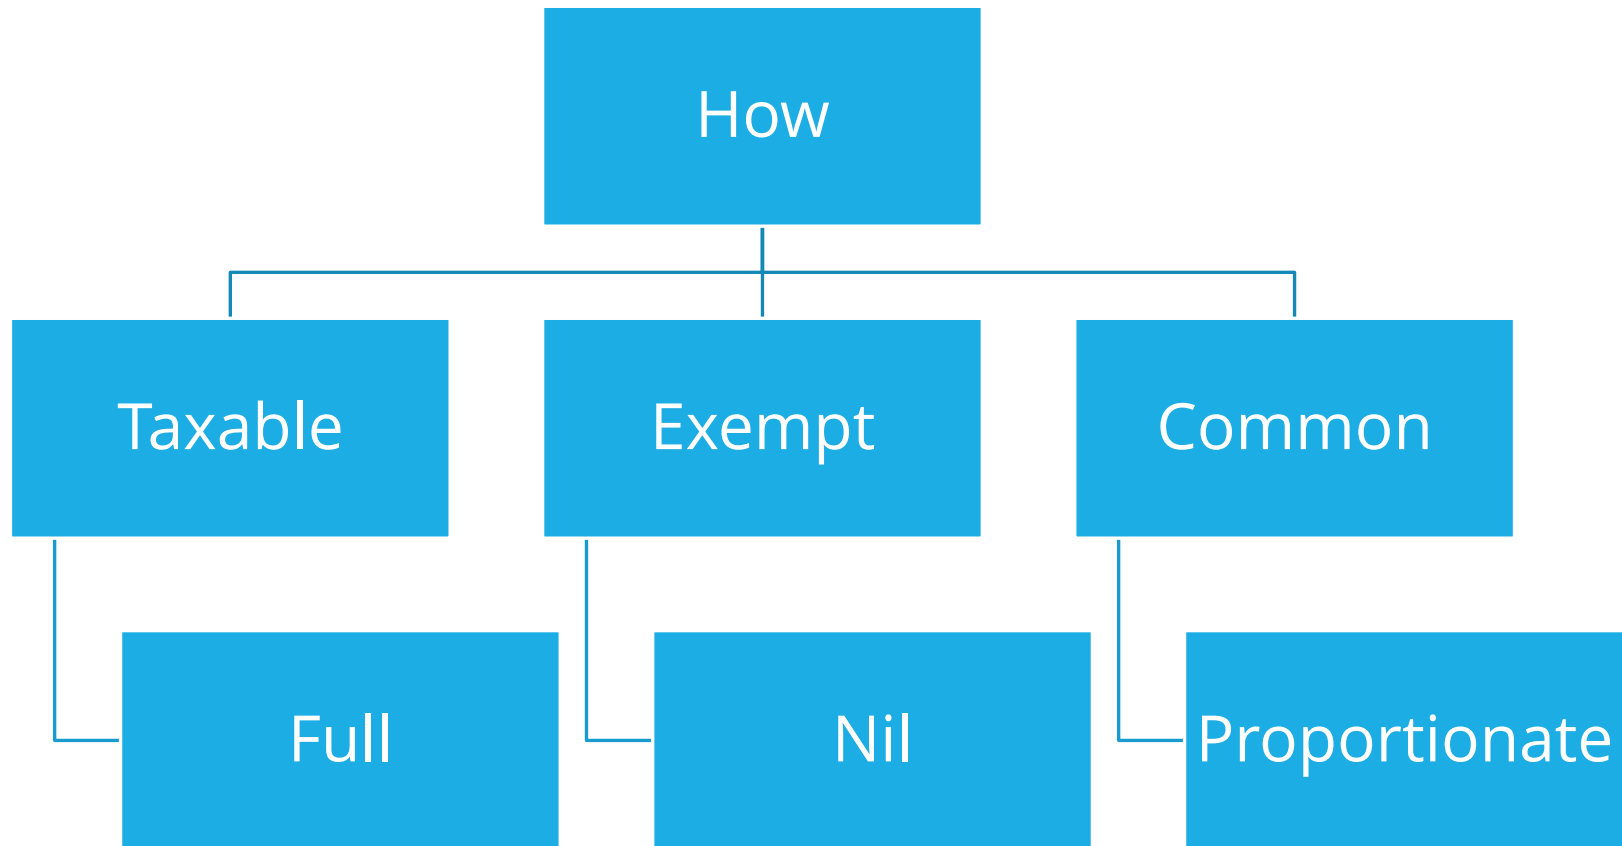 How
Taxable
Exempt
Common
Full
Nil
Proportionate